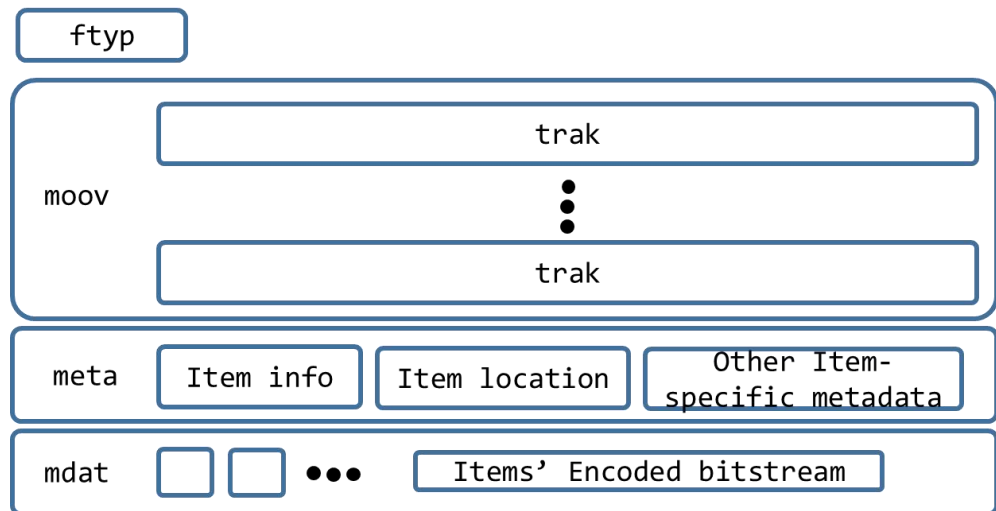 ftyp
moov
trak
trak
meta
Item info
Item location
Other Item-
specific metadata
mdat
Items’ Encoded bitstream